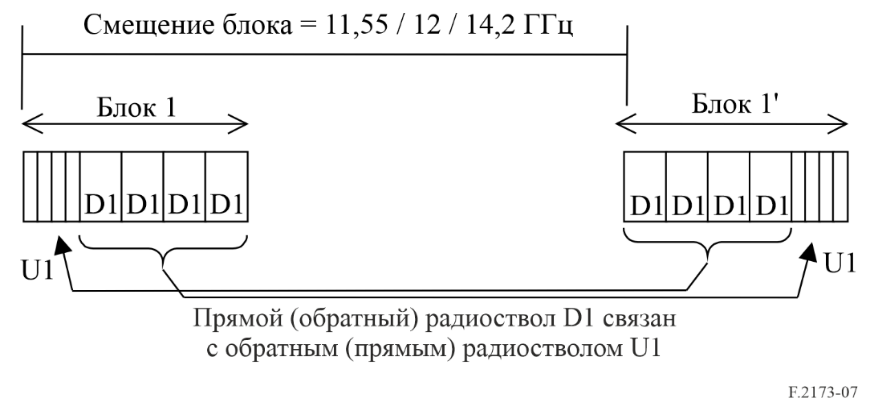 Смещение блока = 11,55 / 12 / 14,2 ГГц
Блок 1
Блок 1'
D1 D1 D1 D1
D1 D1 D1 D1
U1
U1
Прямой (обратный) радиоствол D1 связан
с обратным (прямым) радиостволом U1
F.2173-07